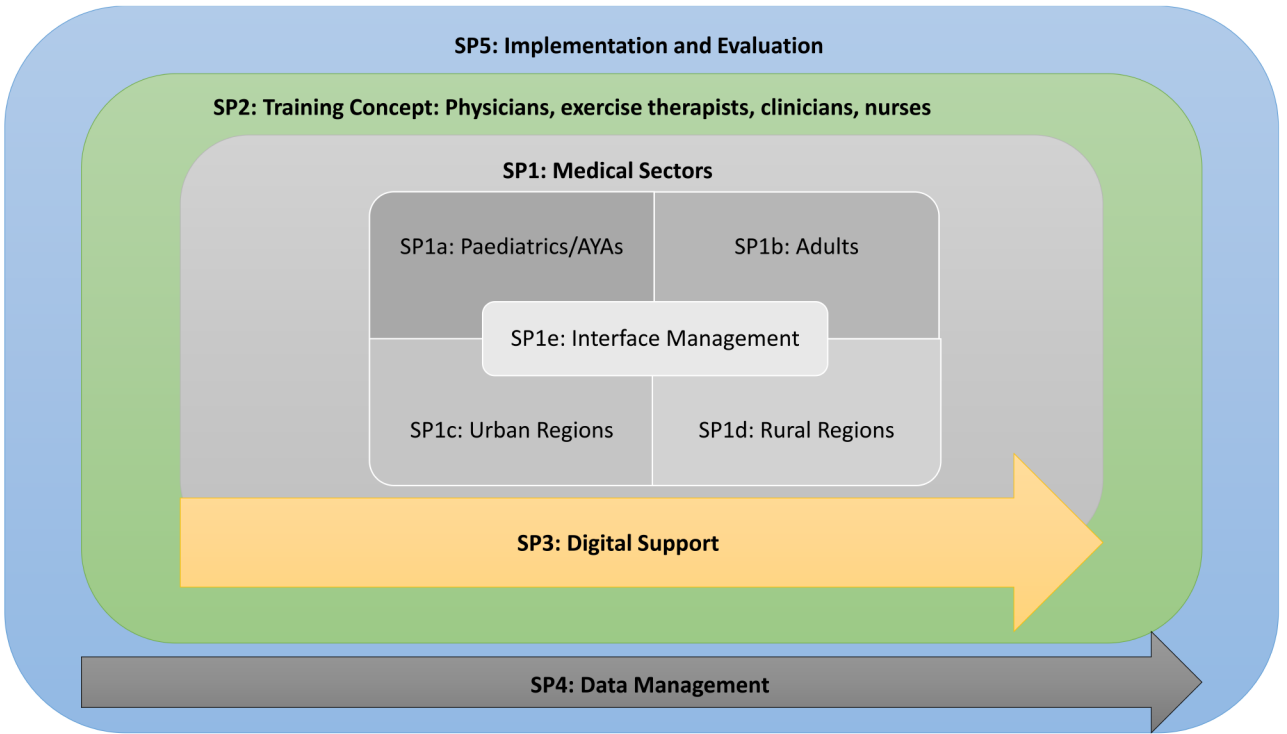 SP5: Implementation and Evaluation
SP2: Training Concept: Physicians, exercise therapists, clinicians, nurses
SP1: Medical Sectors
SP1a: Paediatrics/AYAs
SP1b: Adults
SP1e: Interface Management
SP1c: Urban Regions
SP1d: Rural Regions
SP3: Digital Support
SP4: Data Management